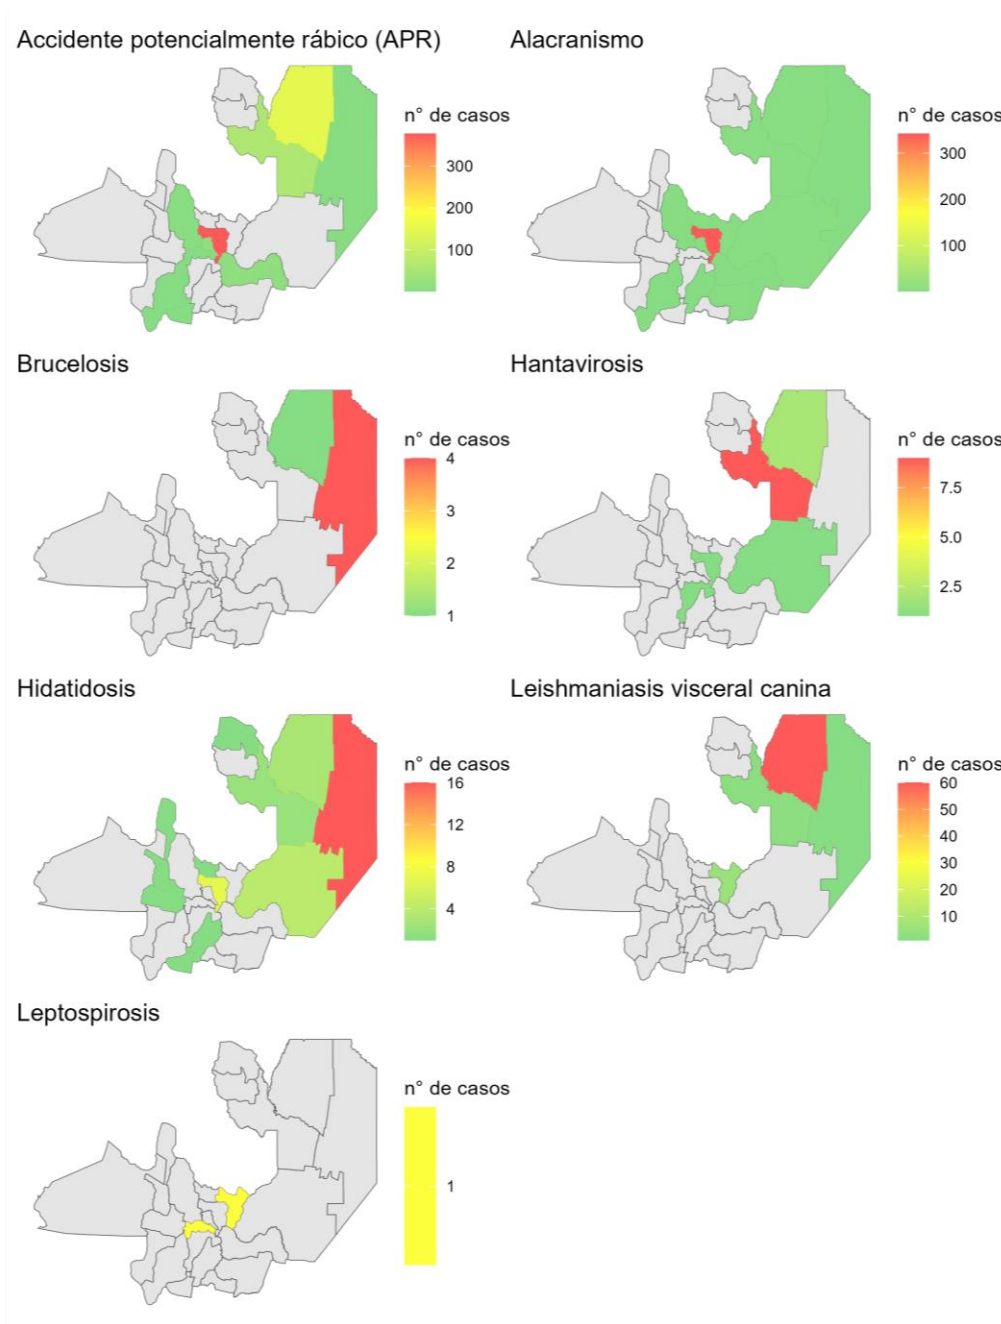 Accidente potencialmente rábico (APR)
n° de casos
300
200
100
Alacranismo
n° de casos
300
200
100
Brucelosis
n° de casos
4
3
2
1
Hantavirosis
n° de casos
7.5
5.0
2.5
Hidatidosis
n° de casos
16
12
8
4
Leishmaniasis visceral canina
n° de casos
60
50
40
30
20
10
Leptospirosis
n° de casos
1